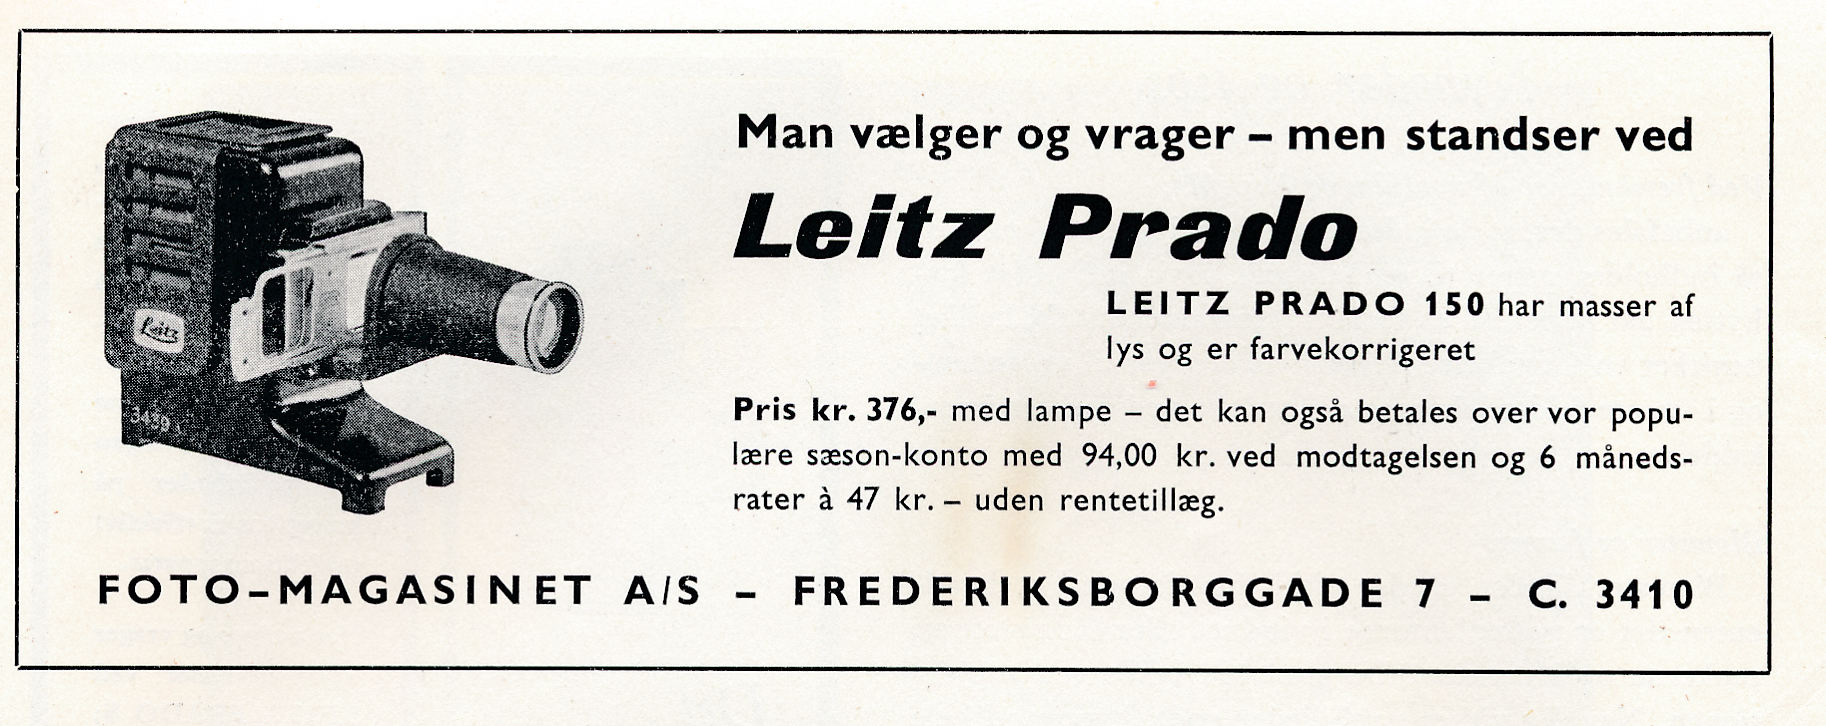 Man vælger og vrager – men standser ved
Leitz Prado
LEITZ PRADO 150 har masser af
lys og er farvekorrigeret
Pris kr. 376,- med lampe – det kan også betales over vor popu-
lære sæson-konto med 94,00 kr. ved modtagelsen og 6 måneds-
rater à 47 kr. – uden rentetillæg.
Leitz
FOTO-MAGASINET A/S – FREDERIKSBORGGADE 7 – C. 3410